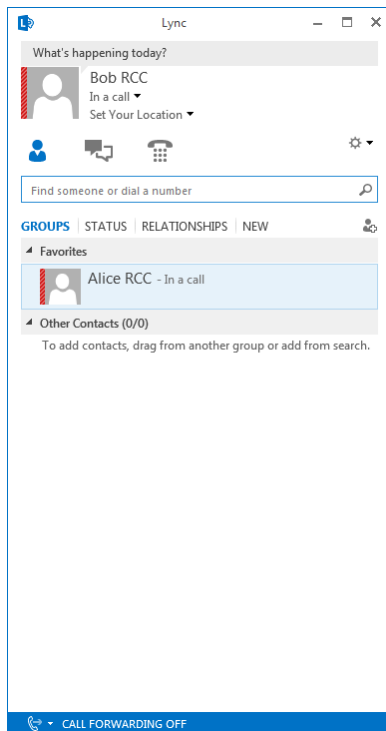 Lync
What's happening today?
Bob RCC
In a call
Set Your Location
Find someone or dial a number
GROUPS STATUS RELATIONSHIPS NEW
Favorites
Alice RCC - In a call
Other Contacts (0/0)
To add contacts, drag from another group or add from search.
CALL FORWARDING OFF